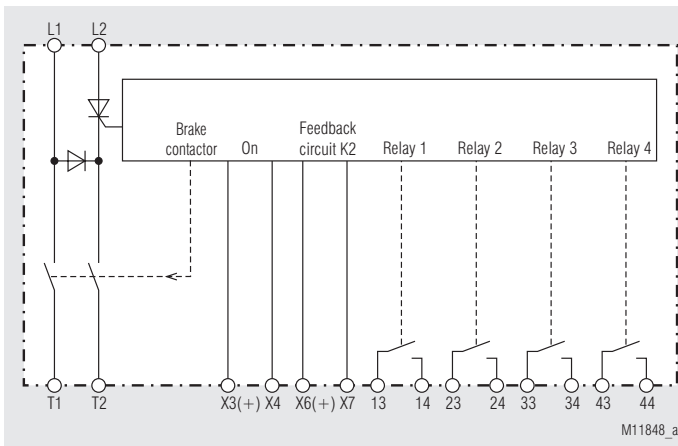 L1 L2
Brake Feedback
contactor On circuit K2 Relay 1 Relay 2 Relay 3 Relay 4
T1 T2 X3(+) X4 X6(+) X7 13 14 23 24 33 34 43 44
M11848_a